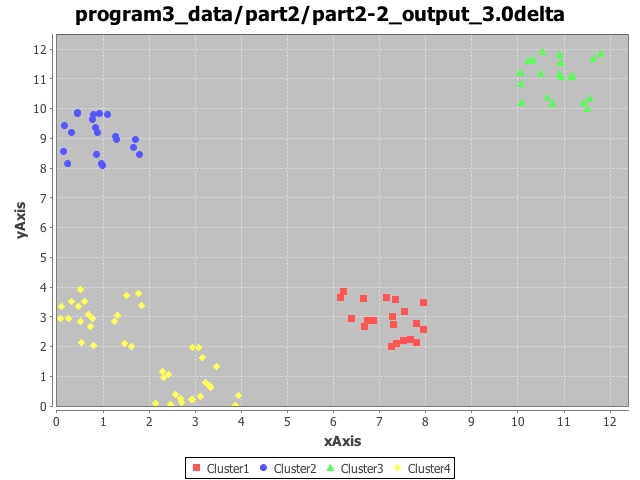 program3_data/part2/part2-2_output_3.0delta
yAxis
12
11
10
9
8
7
6
5
4
3
2
1
0
0 1 2 3 4 5 6 7 8 9 10 11 12
xAxis
Cluster1 Cluster2 Cluster3 Cluster4